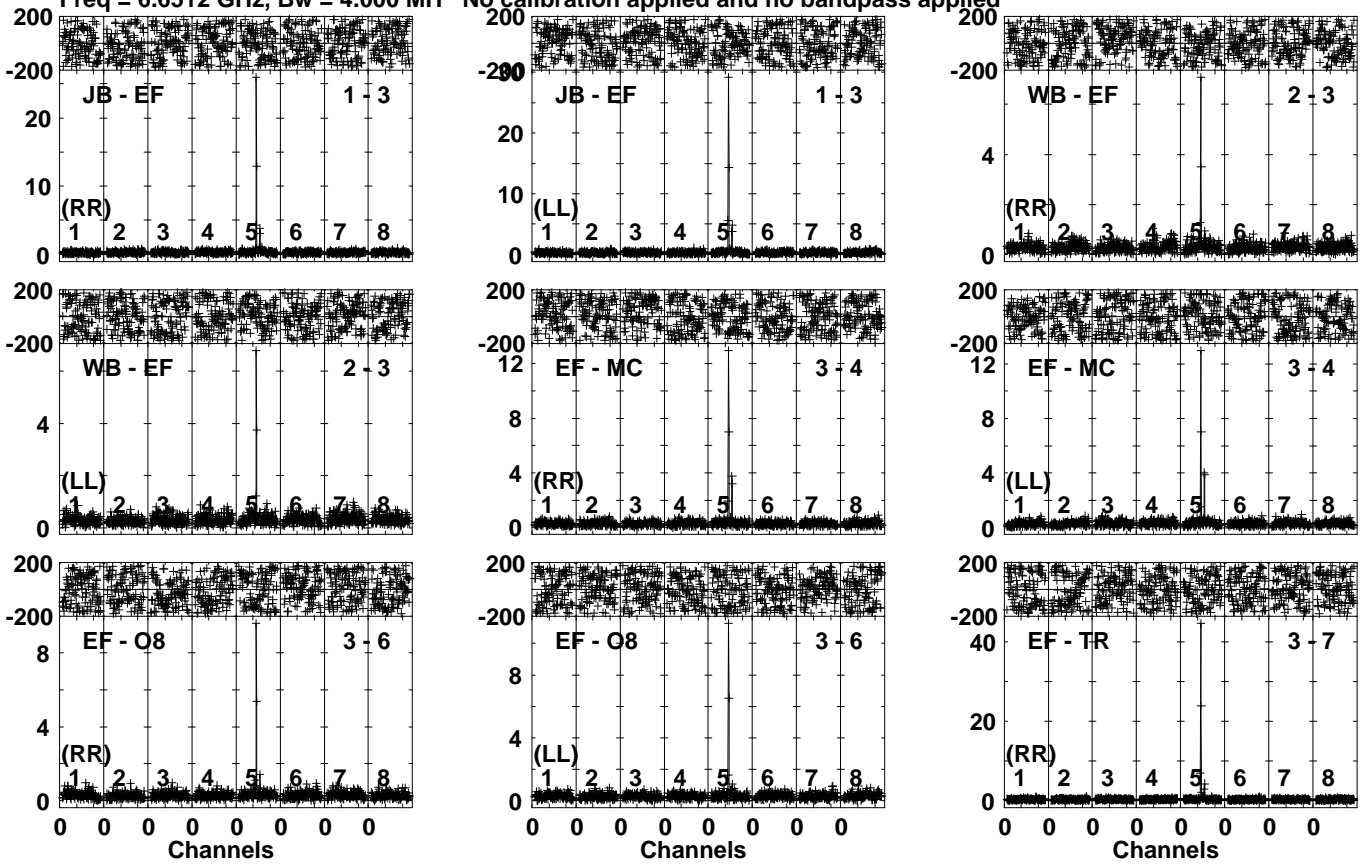 Freq = 6.6512 GHz, Bw = 4.000 MH No calibration applied and no bandpass applied
200 200 200
-200 -200 -200
30
JB - EF 1 - 3 JB - EF 1 - 3 WB - EF 2 - 3
20 20 4
10 10
(RR) (LL) (RR)
1 2 3 4 5 6 7 8 1 2 3 4 5 6 7 8 1 2 3 4 5 6 7 8
0 0 0
200 200 200
-200 -200 -200
12 12
WB - EF 2 - 3 EF - MC 3 - 4 EF - MC 3 - 4
4 8 8
(LL) 4 (RR) 4 (LL)
1 2 3 4 5 6 7 8 1 2 3 4 5 6 7 8 1 2 3 4 5 6 7 8
0 0 0
200 200 200
-200 -200 -200
EF - O8 3 - 6 EF - O8 3 - 6 EF - TR 3 - 7
8 8 40
4 4 20
(RR) (LL) (RR)
1 2 3 4 5 6 7 8 1 2 3 4 5 6 7 8 1 2 3 4 5 6 7 8
0 0 0
0 0 0 0 0 0 0 0 0 0 0 0 0 0 0 0 0 0 0 0 0 0 0 0
Channels Channels Channels